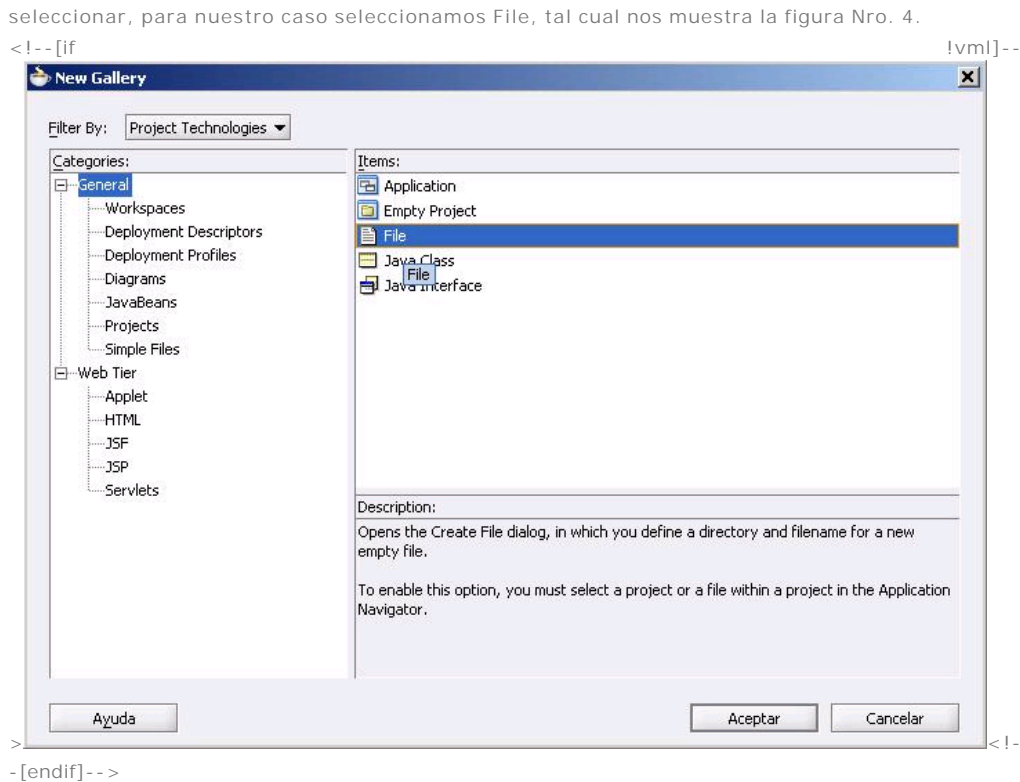 seleccionar, para nuestro caso seleccionamos File, tal cual nos muestra la figura Nro. 4.
<!--[if !vml]--
New Gallery
Filter By: Project Technologies
Categories:
General
Workspaces
Deployment Descriptors
Deployment Profiles
Diagrams
JavaBeans
Projects
Simple Files
Web Tier
Applet
HTML
JSF
JSP
Servlets
Items:
Application
Empty Project
File
Java Class
File
Java Interface
Description:
Opens the Create File dialog, in which you define a directory and filename for a new
empty file.
To enable this option, you must select a project or a file within a project in the Application
Navigator.
Ayuda
Aceptar
Cancelar
><!-
-[endif]-->